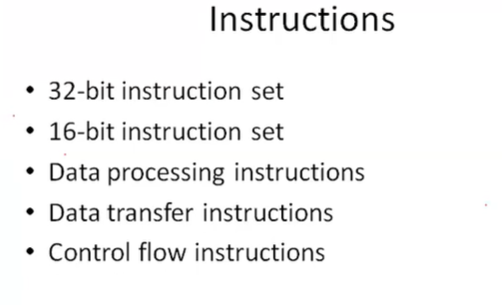 Instructions
• 32-bit instruction set
• 16-bit instruction set
• Data processing instructions
• Data transfer instructions
• Control flow instructions